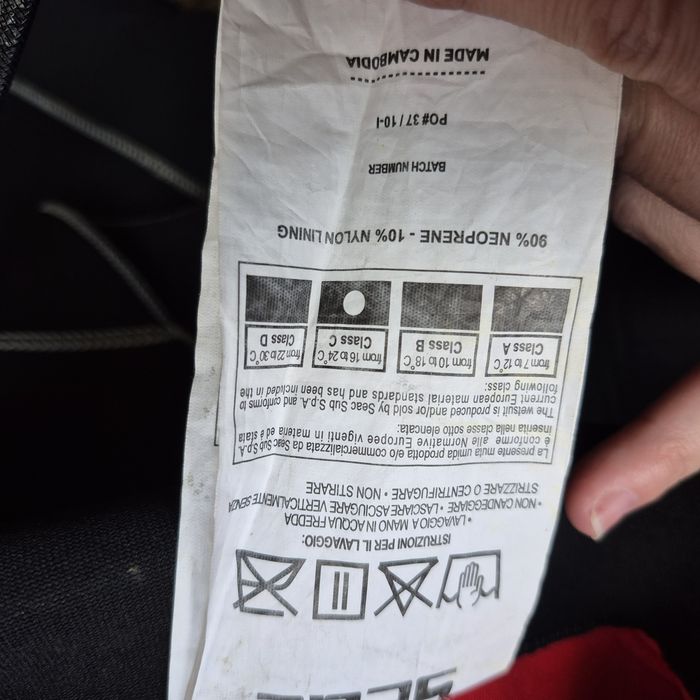 ISTRUZIONI PER IL LAVAGGIO:
• LAVAGGIO A MANO IN ACQUA FREDDA
• NON CANDEGGIARE • LASCIARE ASCIUGARE VERTICALMENTE SENZA
STRIZZARE O CENTRIFUGARE • NON STIRARE
La presente muta umida prodotta e/o commercializzata da Seac Sub S.p.A.
è conforme alle Normative Europee vigenti in materia ed è stata
inserita nella classe sotto elencata:
The wetsuit is produced and/or sold by Seac Sub S.p.A. and conforms to
current European material standards and has been included in the
following class:
from 7 to 12°C from 10 to 18°C from 16 to 24°C from 22 to 30°C
Class A Class B Class C Class D
90% NEOPRENE - 10% NYLON LINING
BATCH NUMBER
PO# 37 / 10-I
MADE IN CAMBODIA